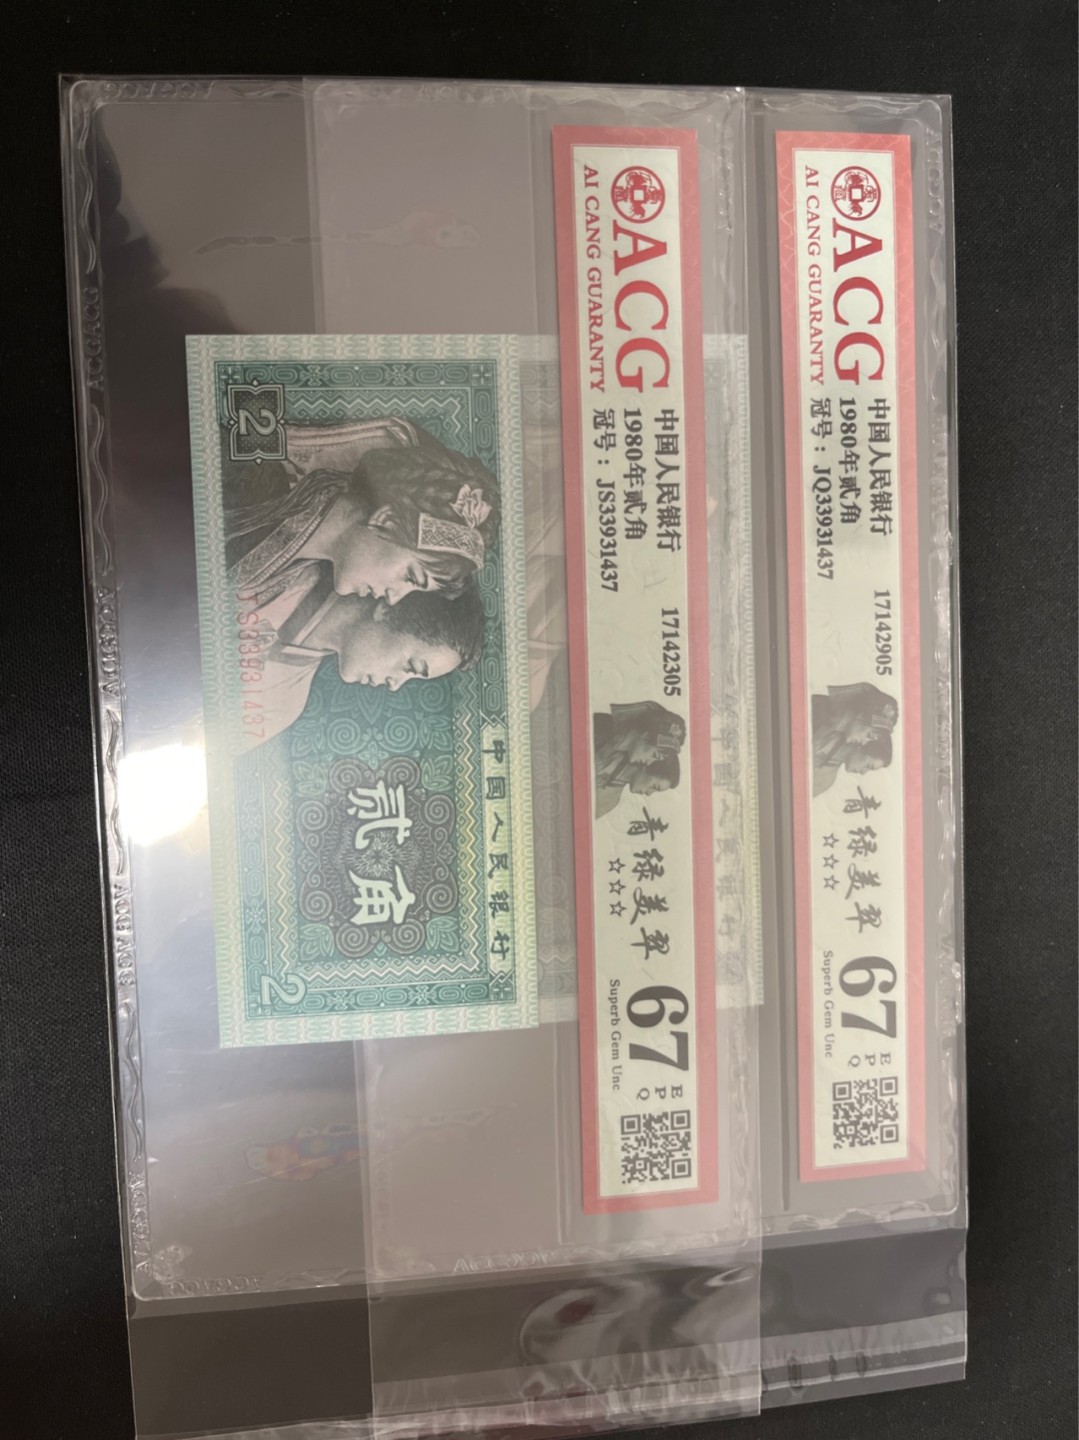 ACG
AI CANG GUARANTY
中国人民银行
1980年贰角
冠号：JQ33931437
17142905
青绿美翠
☆☆☆
67
EPQ
Superb Gem Unc
ACG
AI CANG GUARANTY
中国人民银行
1980年贰角
冠号：JS33931437
17142305
青绿美翠
☆☆☆
67
EPQ
Superb Gem Unc
中国人民银行
贰角
2
2
JS33931437